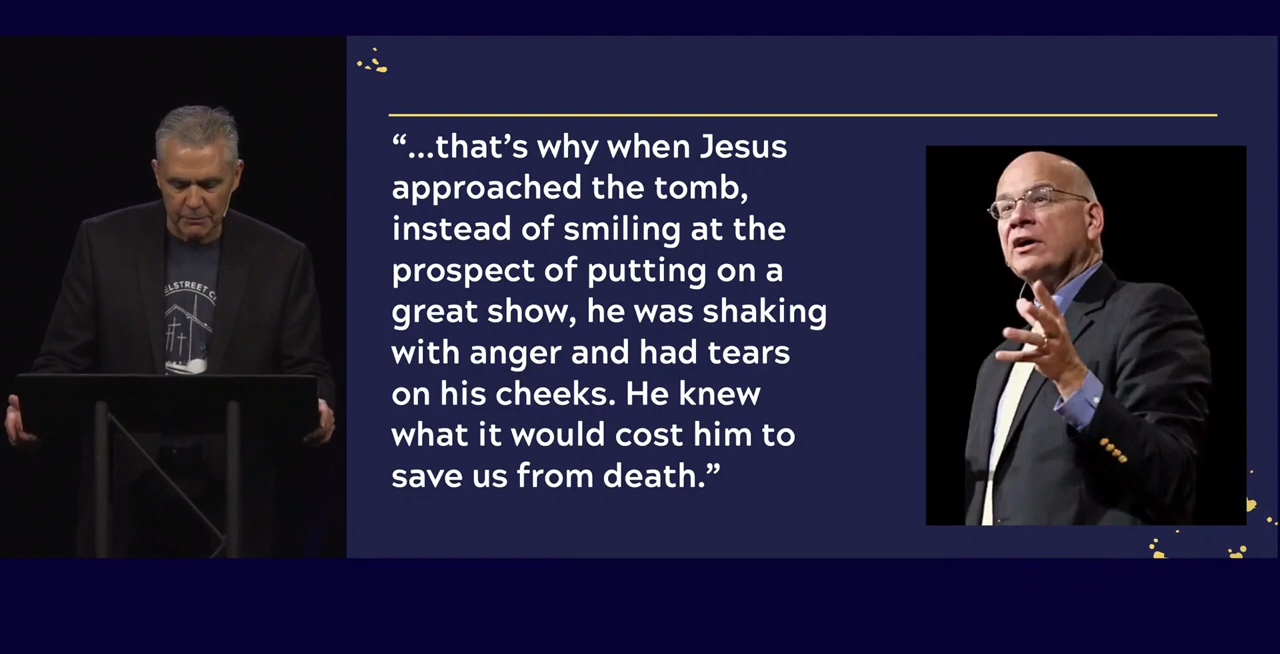 “...that’s why when Jesus
approached the tomb,
instead of smiling at the
prospect of putting on a
great show, he was shaking
with anger and had tears
on his cheeks. He knew
what it would cost him to
save us from death.”